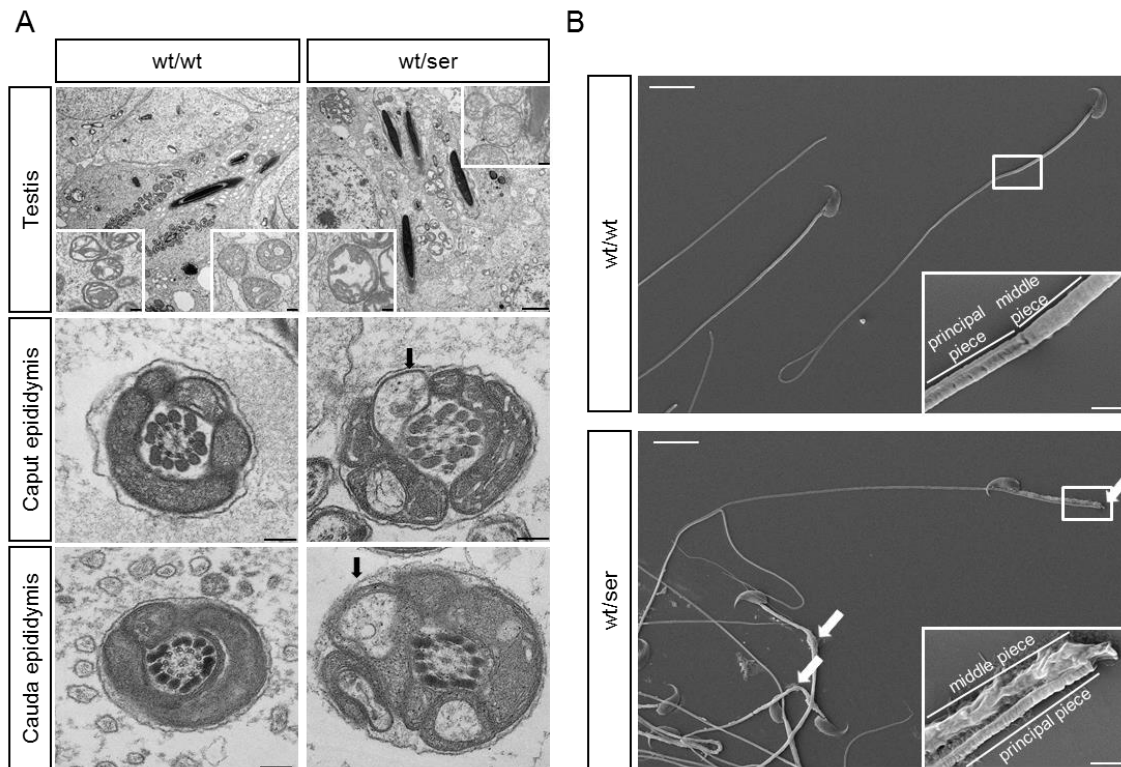 A
B
wt/wt
wt/ser
Testis
Caput epididymis
Cauda epididymis
wt/wt
principal
piece
middle
piece
wt/ser
middle piece
principal piece